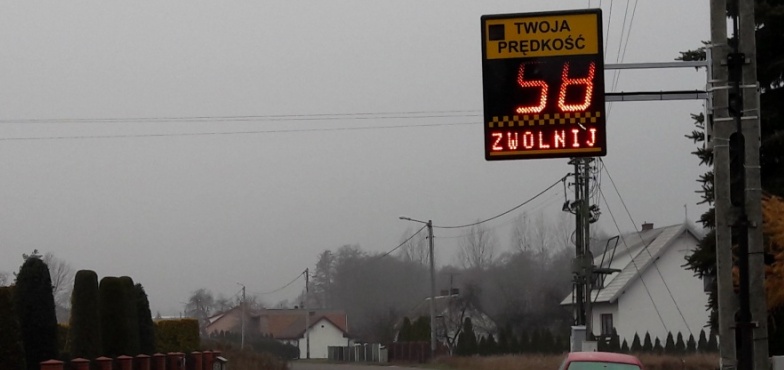 TWOJA
PRĘDKOŚĆ
58
ZWOLNIJ